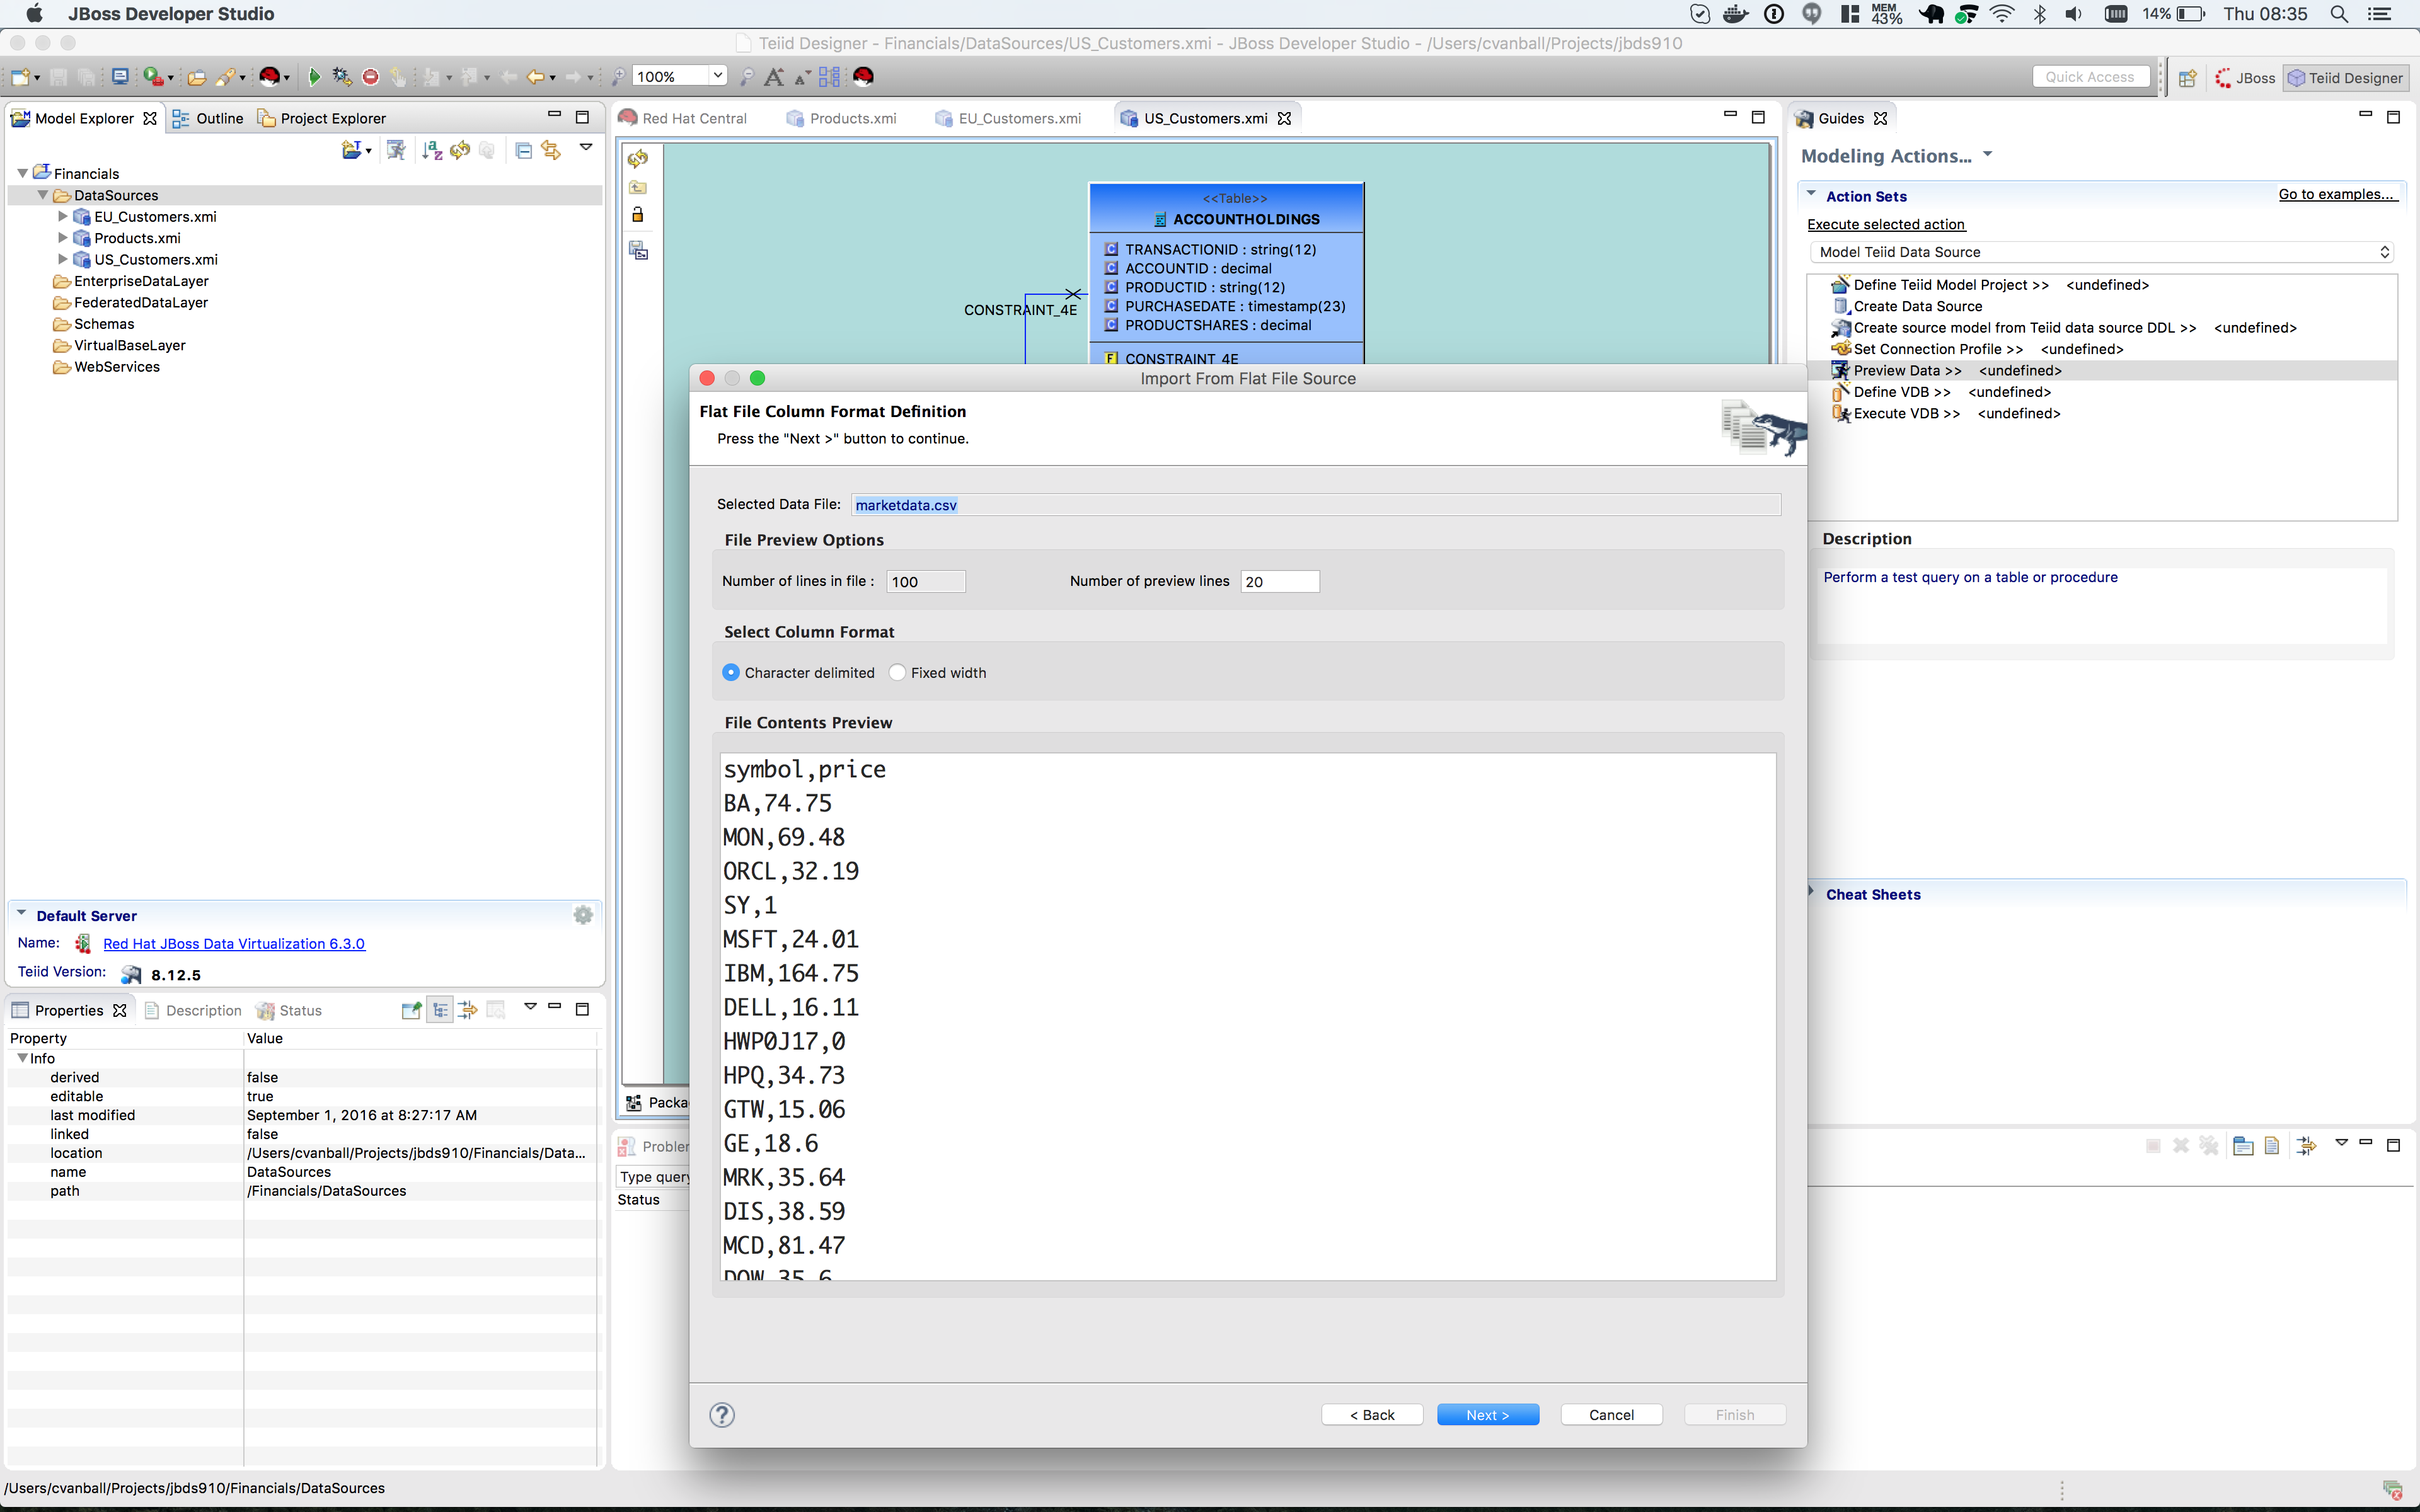 JBoss Developer Studio
MEM
43%
14%
Thu 08:35
Teiid Designer - Financials/DataSources/US_Customers.xmi - JBoss Developer Studio - /Users/cvanball/Projects/jbds910
100%
Quick Access
JBoss
Teiid Designer
Model Explorer
Outline
Project Explorer
Financials
DataSources
EU_Customers.xmi
Products.xmi
US_Customers.xmi
EnterpriseDataLayer
FederatedDataLayer
Schemas
VirtualBaseLayer
WebServices
Default Server
Name:
Red Hat JBoss Data Virtualization 6.3.0
Teiid Version:
8.12.5
Properties
Description
Status
Property
Value
Info
derived
false
editable
true
last modified
September 1, 2016 at 8:27:17 AM
linked
false
location
/Users/cvanball/Projects/jbds910/Financials/Data...
name
DataSources
path
/Financials/DataSources
/Users/cvanball/Projects/jbds910/Financials/DataSources
Red Hat Central
Products.xmi
EU_Customers.xmi
US_Customers.xmi
<<Table>>
ACCOUNTHOLDINGS
TRANSACTIONID : string(12)
ACCOUNTID : decimal
PRODUCTID : string(12)
PURCHASEDATE : timestamp(23)
PRODUCTSHARES : decimal
CONSTRAINT_4E
CONSTRAINT_4E
Packa
Probler
Type query
Status
Import From Flat File Source
Flat File Column Format Definition
Press the "Next >" button to continue.
Selected Data File:
marketdata.csv
File Preview Options
Number of lines in file :
100
Number of preview lines
20
Select Column Format
Character delimited
Fixed width
File Contents Preview
symbol,price
BA,74.75
MON,69.48
ORCL,32.19
SY,1
MSFT,24.01
IBM,164.75
DELL,16.11
HWP0J17,0
HPQ,34.73
GTW,15.06
GE,18.6
MRK,35.64
DIS,38.59
MCD,81.47
DOW,35.6
?
< Back
Next >
Cancel
Finish
Guides
Modeling Actions...
Action Sets
Go to examples...
Execute selected action
Model Teiid Data Source
Define Teiid Model Project >> <undefined>
Create Data Source
Create source model from Teiid data source DDL >> <undefined>
Set Connection Profile >> <undefined>
Preview Data >> <undefined>
Define VDB >> <undefined>
Execute VDB >> <undefined>
Description
Perform a test query on a table or procedure
Cheat Sheets